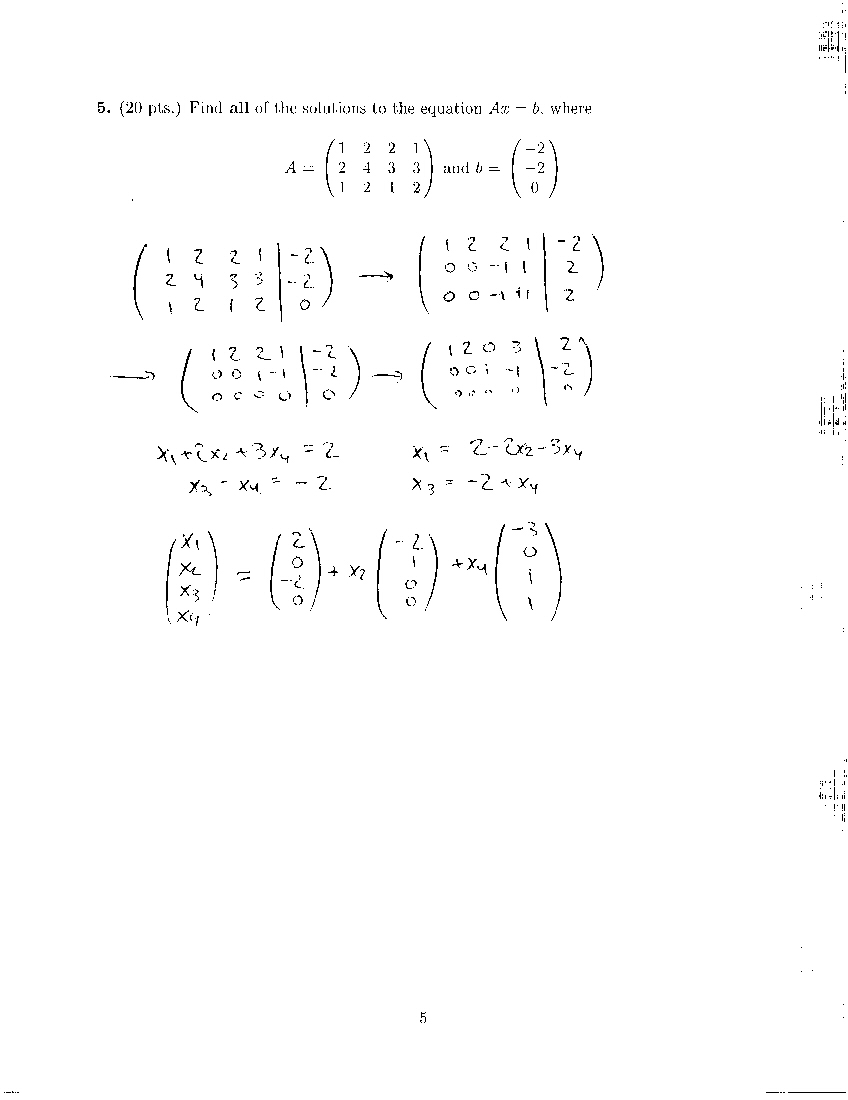 5. (20 pts.) Find all of the solutions to the equation Ax = b, where
A = ( 1 2 2 1 ; 2 4 3 3 ; 1 2 1 2 ) and b = ( −2 ; −2 ; 0 )
( 1 2 2 1 | -2 ; 2 4 3 3 | -2 ; 1 2 1 2 | 0 ) → ( 1 2 2 1 | -2 ; 0 0 -1 1 | 2 ; 0 0 -1 1 | 2 )
→ ( 1 2 2 1 | -2 ; 0 0 1 -1 | -2 ; 0 0 0 0 | 0 ) → ( 1 2 0 3 | 2 ; 0 0 1 -1 | -2 ; 0 0 0 0 | 0 )
x1 + 2x2 + 3x4 = 2 x1 = 2 - 2x2 - 3x4
x3 - x4 = -2 x3 = -2 + x4
( x1 ; x2 ; x3 ; x4 ) = ( 2 ; 0 ; -2 ; 0 ) + x2 ( -2 ; 1 ; 0 ; 0 ) + x4 ( -3 ; 0 ; 1 ; 1 )
5